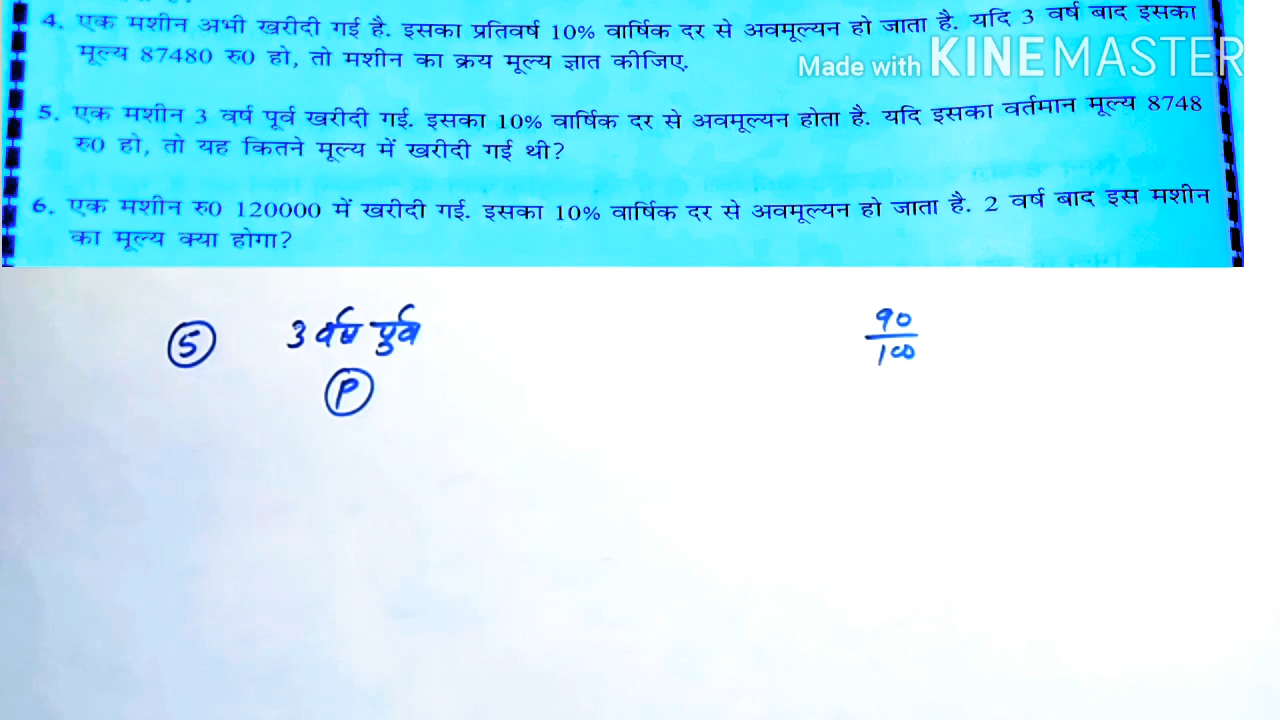 4. एक मशीन अभी खरीदी गई है. इसका प्रतिवर्ष 10% वार्षिक दर से अवमूल्यन हो जाता है. यदि 3 वर्ष बाद इसका
मूल्य 87480 रु0 हो, तो मशीन का क्रय मूल्य ज्ञात कीजिए.
Made with KINEMASTER
5. एक मशीन 3 वर्ष पूर्व खरीदी गई. इसका 10% वार्षिक दर से अवमूल्यन होता है. यदि इसका वर्तमान मूल्य 8748
रु0 हो, तो यह कितने मूल्य में खरीदी गई थी?
6. एक मशीन रु0 120000 में खरीदी गई. इसका 10% वार्षिक दर से अवमूल्यन हो जाता है. 2 वर्ष बाद इस मशीन
का मूल्य क्या होगा?
5 3 वर्ष पुर्व
P
90
100